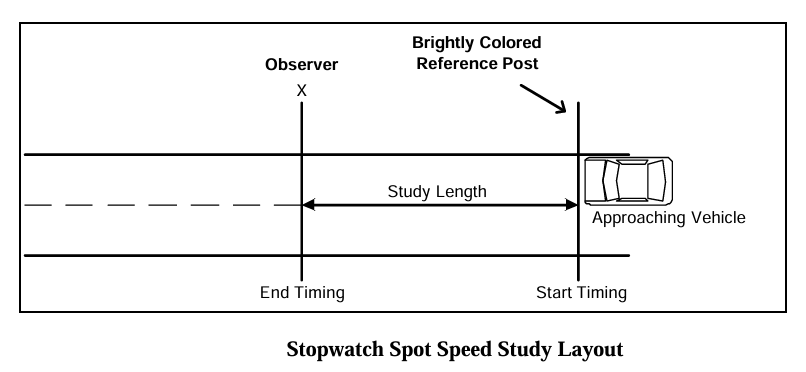 Brightly Colored
Reference Post
Observer
X
Study Length
Approaching Vehicle
End Timing
Start Timing
Stopwatch Spot Speed Study Layout